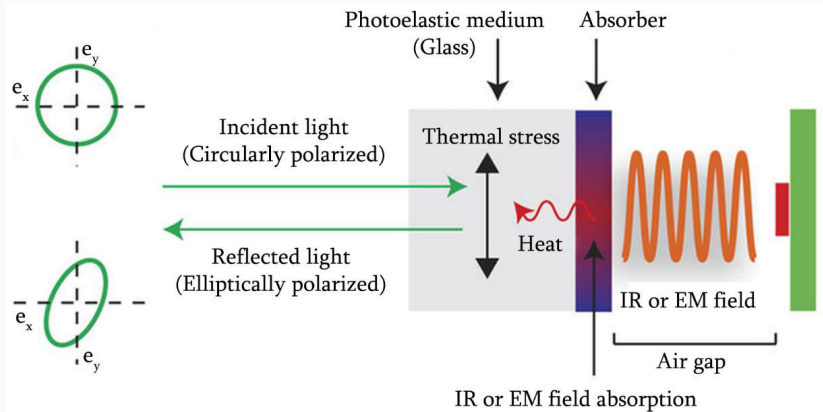 Photoelastic medium
(Glass)
Absorber
e_y
e_x
Incident light
(Circularly polarized)
Thermal stress
Reflected light
(Elliptically polarized)
Heat
e_x
e_y
IR or EM field
Air gap
IR or EM field absorption